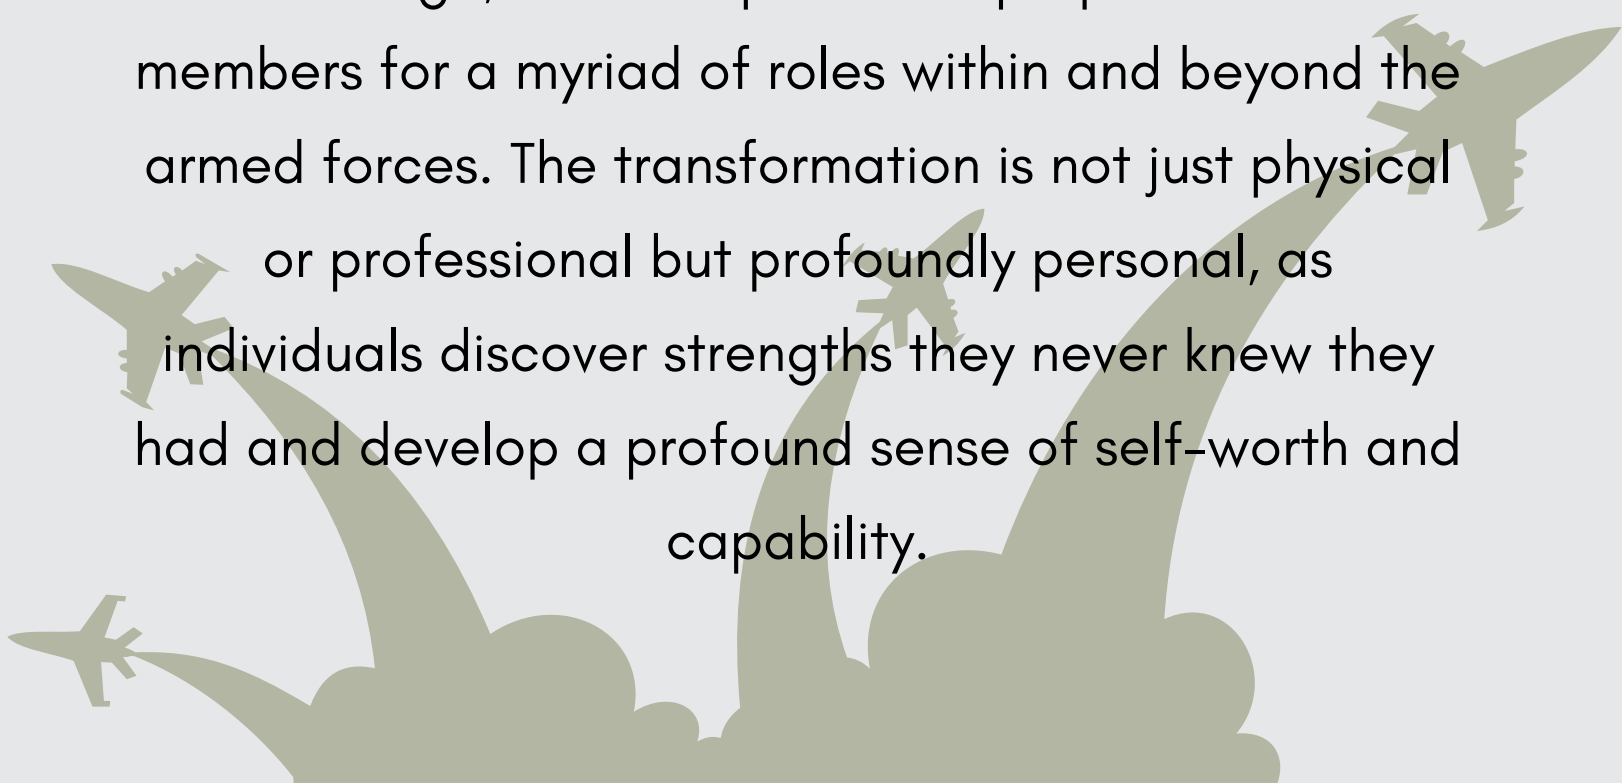 members for a myriad of roles within and beyond the
armed forces. The transformation is not just physical
or professional but profoundly personal, as
individuals discover strengths they never knew they
had and develop a profound sense of self-worth and
capability.